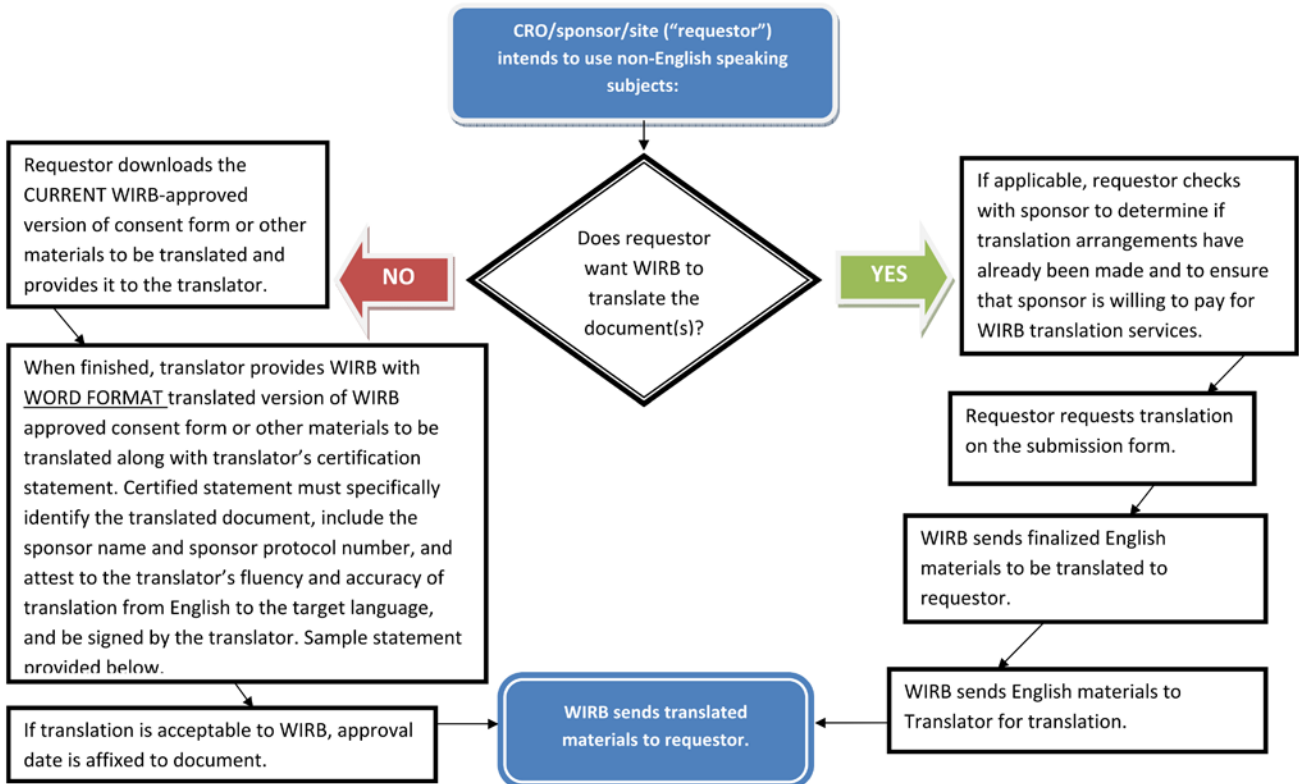 CRO/sponsor/site (“requestor”)
intends to use non-English speaking
subjects:
Does requestor
want WIRB to
translate the
document(s)?
NO
YES
Requestor downloads the
CURRENT WIRB-approved
version of consent form or other
materials to be translated and
provides it to the translator.
When finished, translator provides WIRB with
WORD FORMAT translated version of WIRB
approved consent form or other materials to be
translated along with translator’s certification
statement. Certified statement must specifically
identify the translated document, include the
sponsor name and sponsor protocol number, and
attest to the translator’s fluency and accuracy of
translation from English to the target language,
and be signed by the translator. Sample statement
provided below.
If translation is acceptable to WIRB, approval
date is affixed to document.
If applicable, requestor checks
with sponsor to determine if
translation arrangements have
already been made and to ensure
that sponsor is willing to pay for
WIRB translation services.
Requestor requests translation
on the submission form.
WIRB sends finalized English
materials to be translated to
requestor.
WIRB sends English materials to
Translator for translation.
WIRB sends translated
materials to requestor.